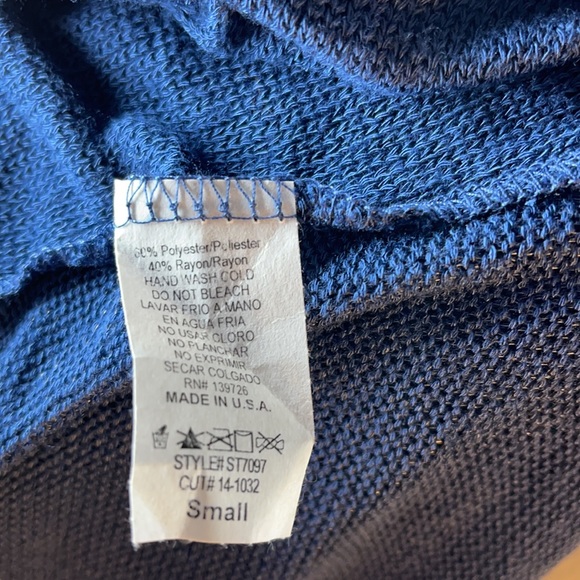 60% Polyester/Poliester
40% Rayon/Rayon
HAND WASH COLD
DO NOT BLEACH
LAVAR FRIO A MANO
EN AGUA FRIA
NO USAR CLORO
NO PLANCHAR
NO EXPRIMIR
SECAR COLGADO
RN# 139726
MADE IN U.S.A.
STYLE# ST7097
CUT# 14-1032
Small